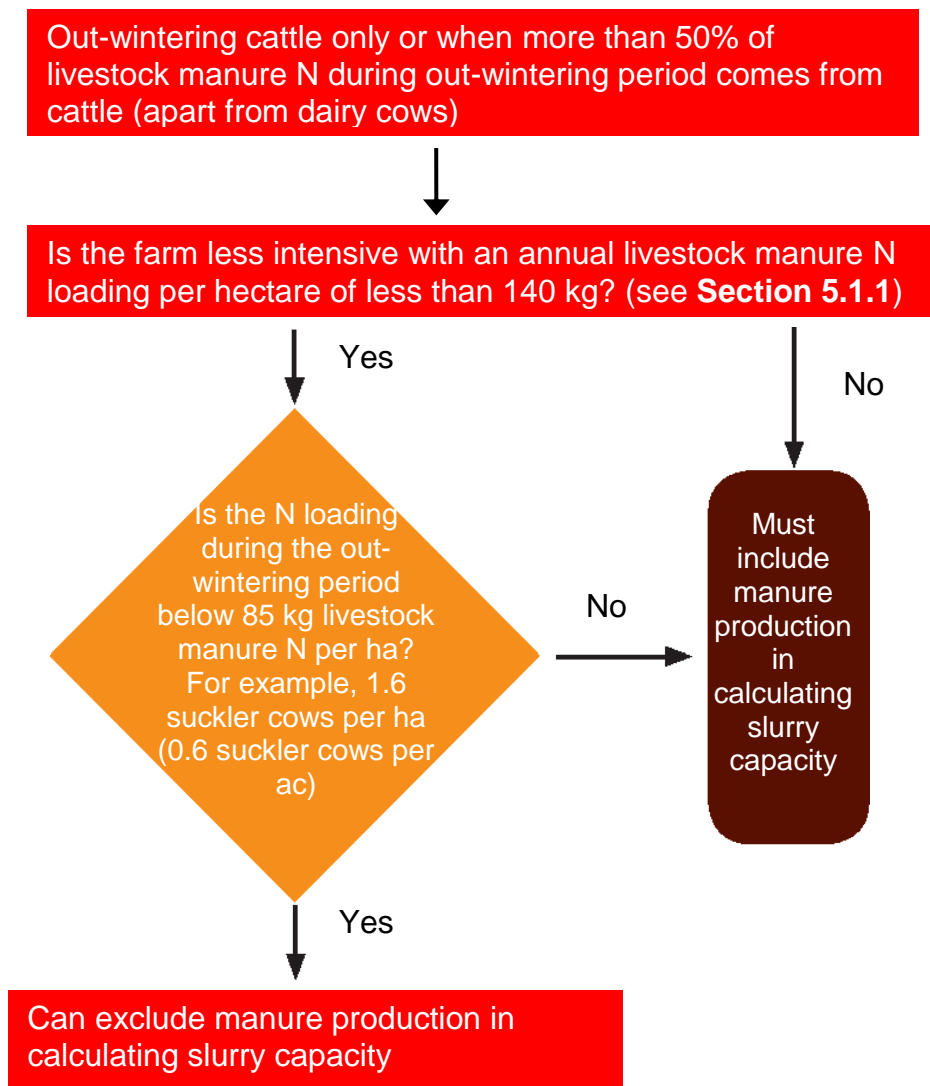 Out-wintering cattle only or when more than 50% of
livestock manure N during out-wintering period comes from
cattle (apart from dairy cows)
Is the farm less intensive with an annual livestock manure N
loading per hectare of less than 140 kg? (see Section 5.1.1)
Yes
No
Is the N loading
during the out-
wintering period
below 85 kg livestock
manure N per ha?
For example, 1.6
suckler cows per ha
(0.6 suckler cows per
ac)
No
Must
include
manure
production
in
calculating
slurry
capacity
Yes
Can exclude manure production in
calculating slurry capacity